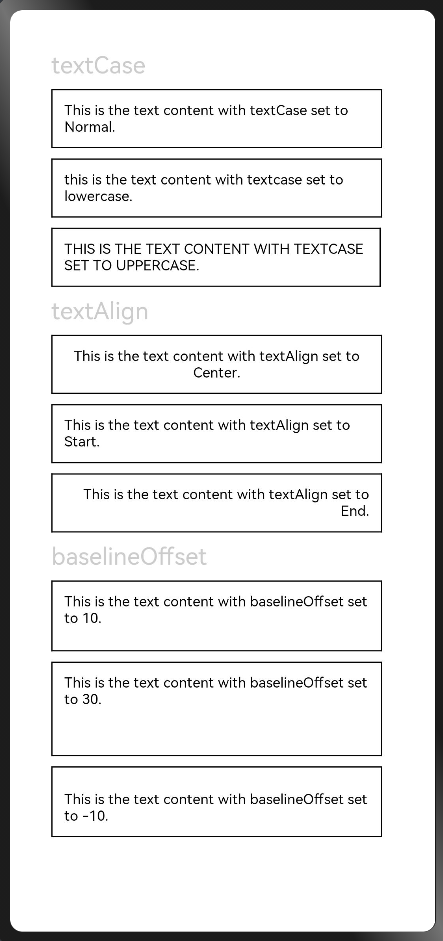 textCase
This is the text content with textCase set to
Normal.
this is the text content with textcase set to
lowercase.
THIS IS THE TEXT CONTENT WITH TEXTCASE
SET TO UPPERCASE.
textAlign
This is the text content with textAlign set to
Center.
This is the text content with textAlign set to
Start.
This is the text content with textAlign set to
End.
baselineOffset
This is the text content with baselineOffset set
to 10.
This is the text content with baselineOffset set
to 30.
This is the text content with baselineOffset set
to -10.